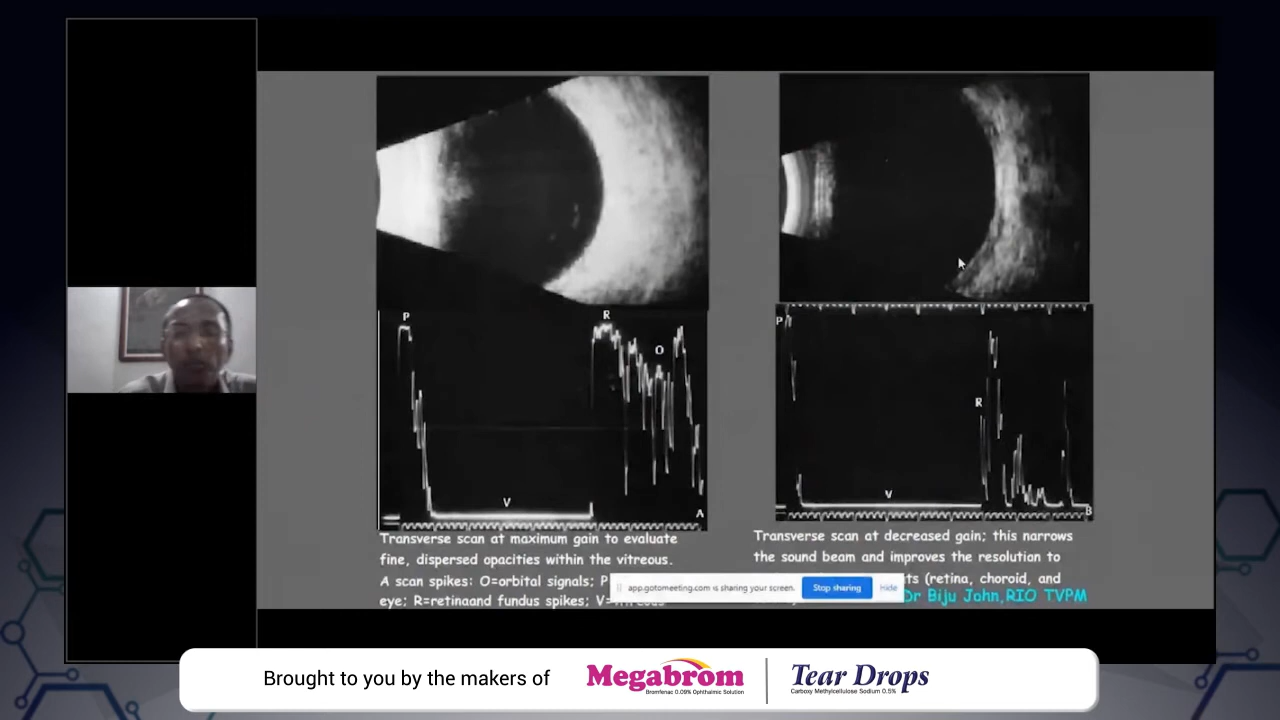 P
R
O
V
A
P
R
V
B
Transverse scan at maximum gain to evaluate
fine, dispersed opacities within the vitreous.
A scan spikes: O=orbital signals; P
eye; R=retinaand fundus spikes; V=
Transverse scan at decreased gain; this narrows
the sound beam and improves the resolution to
(retina, choroid, and
Dr Biju John,RIO TVPM
app.gotomeeting.com is sharing your screen.
Stop sharing
Hide
Brought to you by the makers of
Megabrom
Bromfenac 0.09% Ophthalmic Solution
Tear Drops
Carboxy Methylcellulose Sodium 0.5%